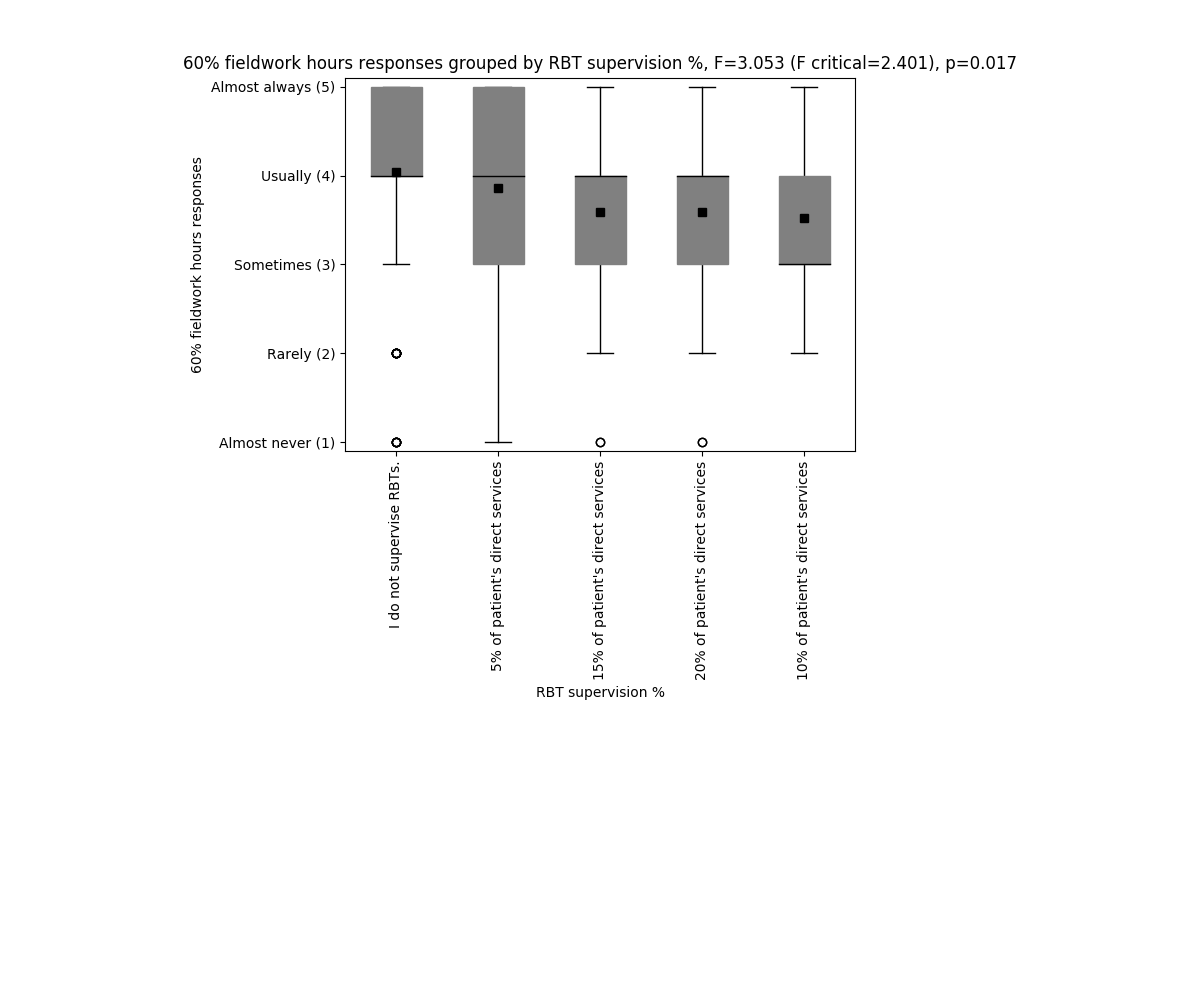 60% fieldwork hours responses grouped by RBT supervision %, F=3.053 (F critical=2.401), p=0.017
60% fieldwork hours responses
Almost always (5)
Usually (4)
Sometimes (3)
Rarely (2)
Almost never (1)
I do not supervise RBTs.
5% of patient's direct services
15% of patient's direct services
20% of patient's direct services
10% of patient's direct services
RBT supervision %